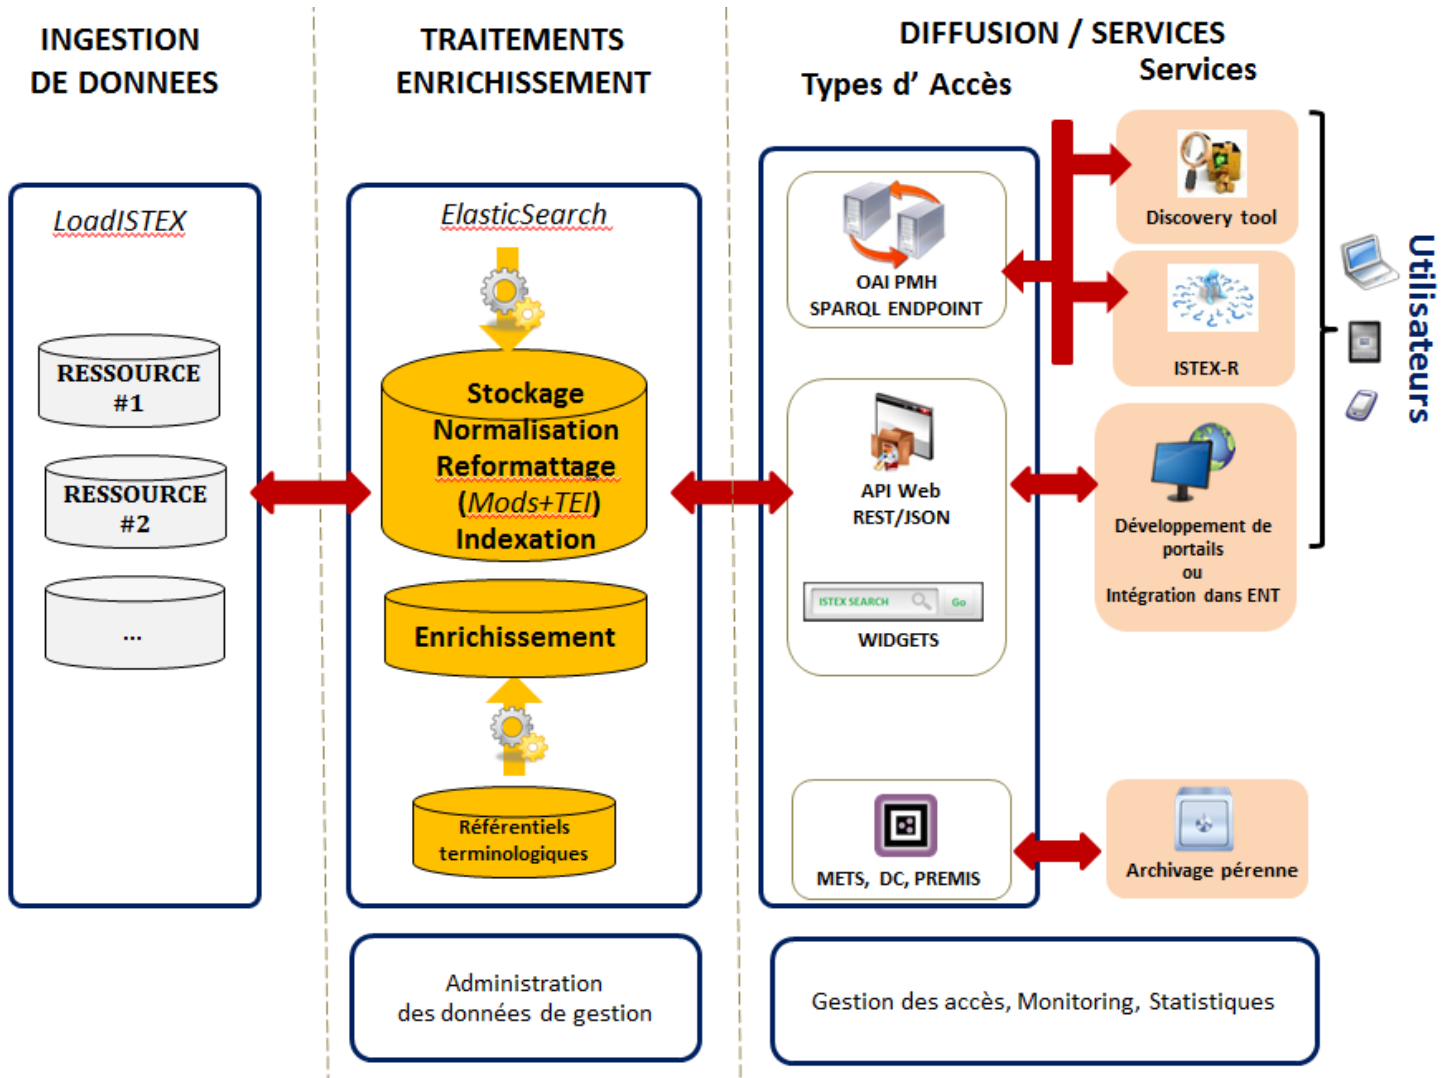 INGESTION
DE DONNEES
LoadISTEX
RESSOURCE
#1
RESSOURCE
#2
...
TRAITEMENTS
ENRICHISSEMENT
ElasticSearch
Stockage
Normalisation
Reformattage
(Mods+TEI)
Indexation
Enrichissement
Référentiels
terminologiques
Administration
des données de gestion
DIFFUSION / SERVICES
Types d' Accès
Services
OAI PMH
SPARQL ENDPOINT
API Web
REST/JSON
ISTEX SEARCH
Go
WIDGETS
METS, DC, PREMIS
Discovery tool
ISTEX-R
Développement de
portails
ou
Intégration dans ENT
Archivage pérenne
Utilisateurs
Gestion des accès, Monitoring, Statistiques